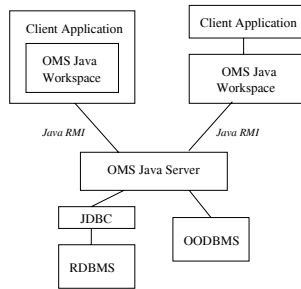 Client Application
OMS Java
Workspace
Client Application
OMS Java
Workspace
Java RMI
Java RMI
OMS Java Server
JDBC
RDBMS
OODBMS